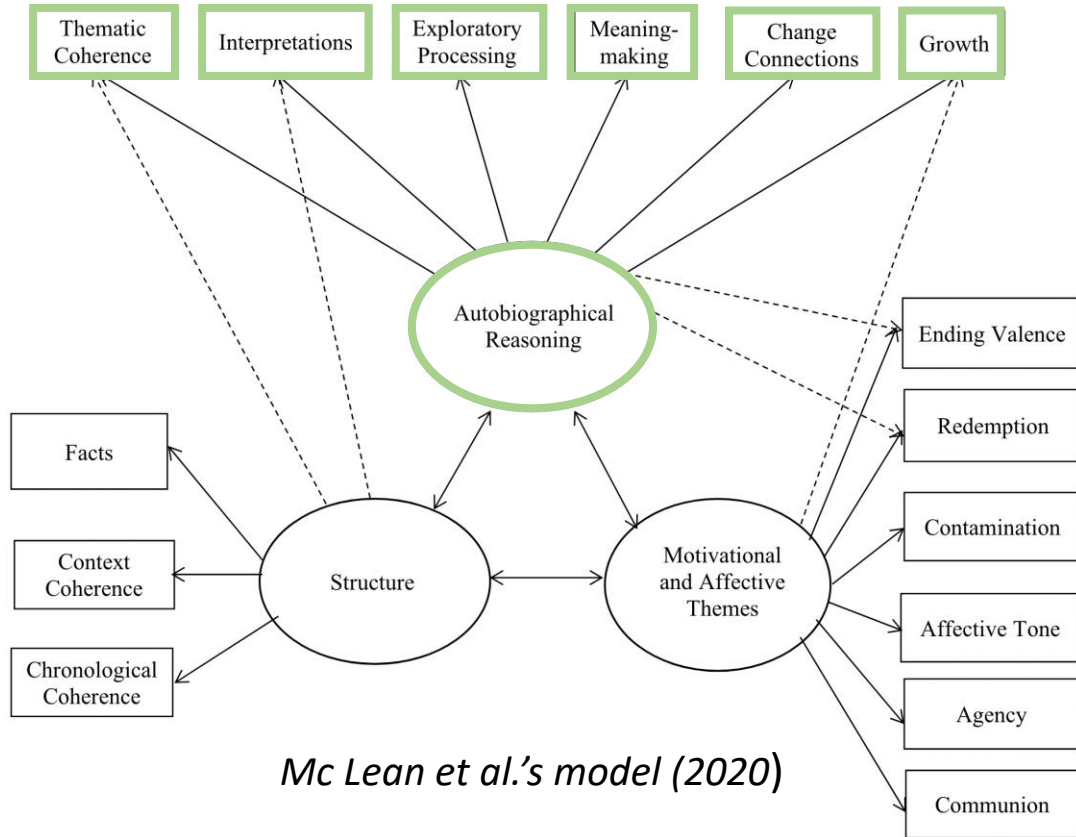 Thematic
Coherence
Interpretations
Exploratory
Processing
Meaning-
making
Change
Connections
Growth
Autobiographical
Reasoning
Ending Valence
Redemption
Facts
Contamination
Context
Coherence
Structure
Motivational
and Affective
Themes
Affective Tone
Chronological
Coherence
Agency
Communion
Mc Lean et al.’s model (2020)